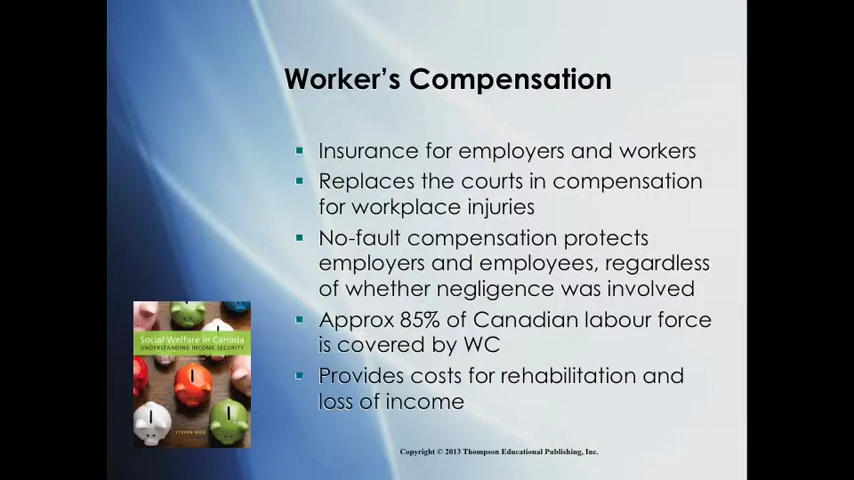 Worker's Compensation
Insurance for employers and workers
Replaces the courts in compensation
for workplace injuries
No-fault compensation protects
employers and employees, regardless
of whether negligence was involved
Approx 85% of Canadian labour force
is covered by WC
Provides costs for rehabilitation and
loss of income
Social Welfare in Canada
UNDERSTANDING INCOME SECURITY
STEVEN HICK
Copyright © 2013 Thompson Educational Publishing, Inc.